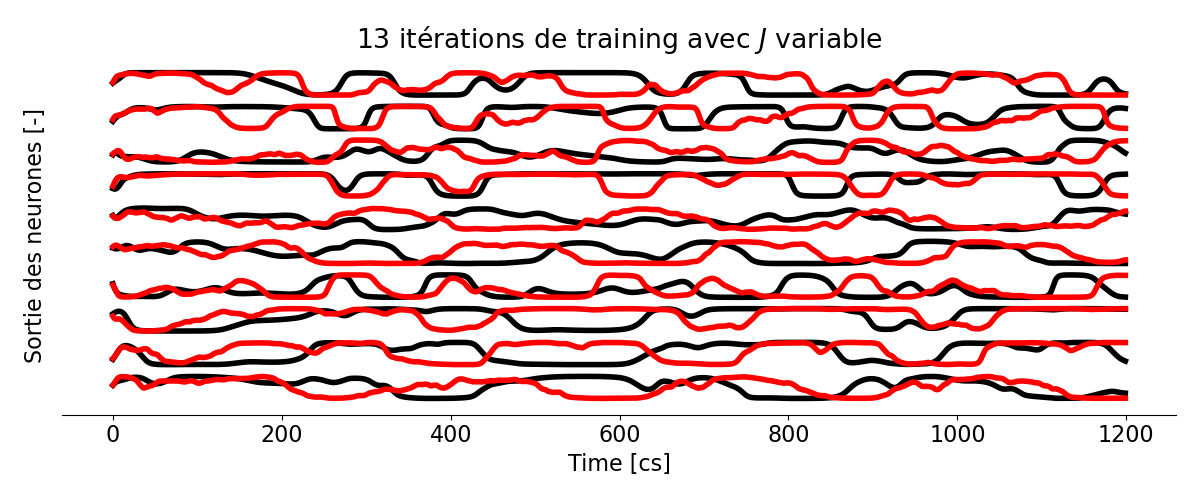 13 itérations de training avec J variable
Sortie des neurones [-]
0 200 400 600 800 1000 1200
Time [cs]